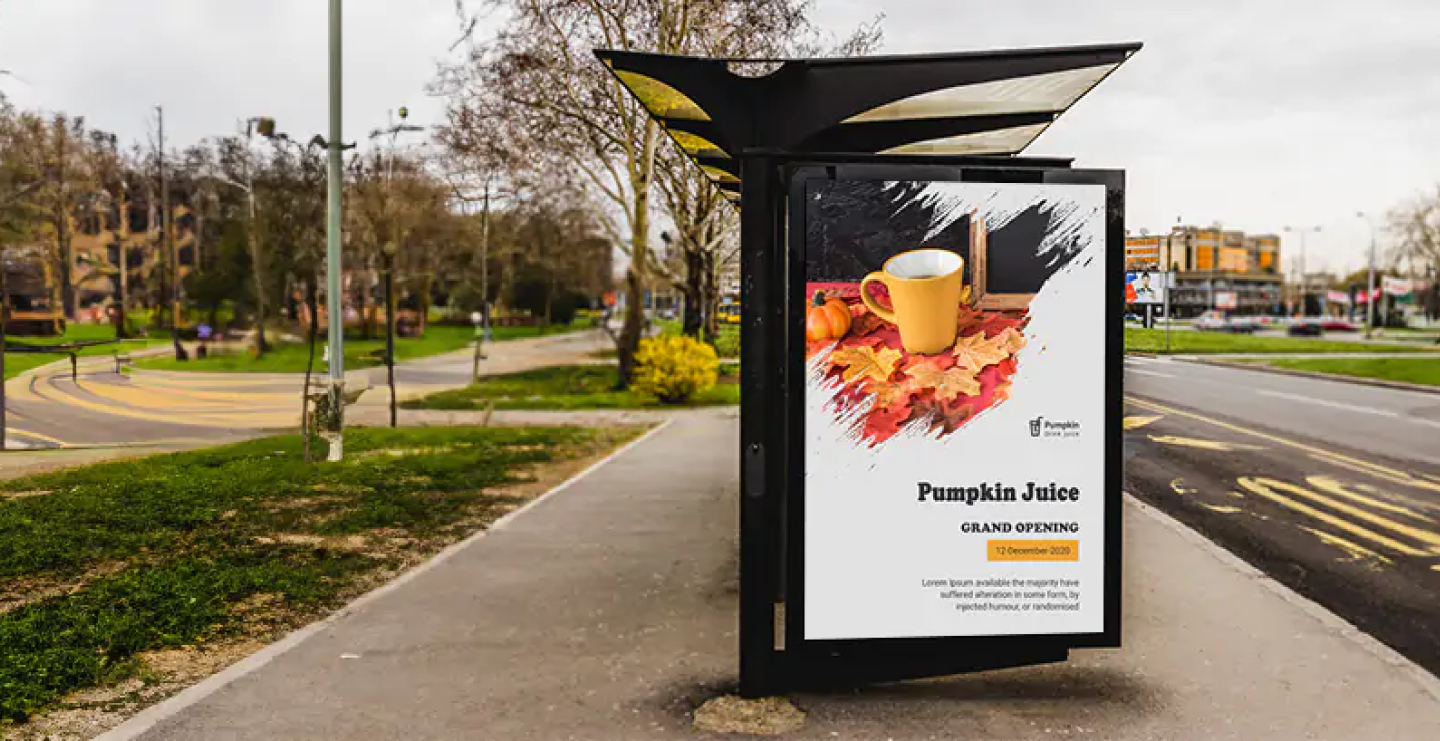 Pumpkin
Drink juice
Pumpkin Juice
GRAND OPENING
12-December-2020
Lorem Ipsum available the majority have
suffered alteration in some form, by
injected humour, or randomised